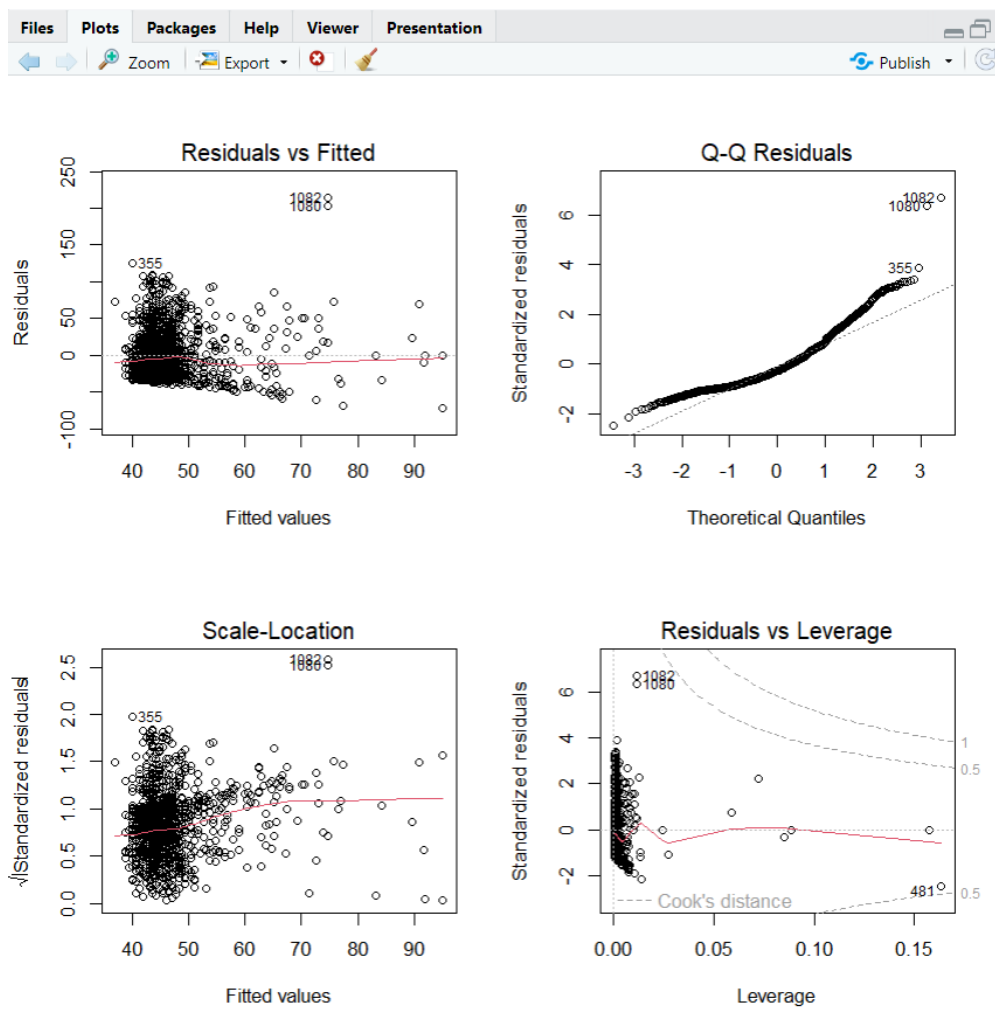 Files Plots Packages Help Viewer Presentation
Zoom Export Publish
Residuals vs Fitted
Residuals
250
150
50
0
-100
1082
1080
355
40 50 60 70 80 90
Fitted values
Q-Q Residuals
Standardized residuals
6
4
2
0
-2
1082
1080
355
-3 -2 -1 0 1 2 3
Theoretical Quantiles
Scale-Location
√|Standardized residuals|
2.5
2.0
1.5
1.0
0.5
0.0
1082
1080
355
40 50 60 70 80 90
Fitted values
Residuals vs Leverage
Standardized residuals
6
4
2
0
-2
1082
1080
1
0.5
481
0.5
Cook's distance
0.00 0.05 0.10 0.15
Leverage